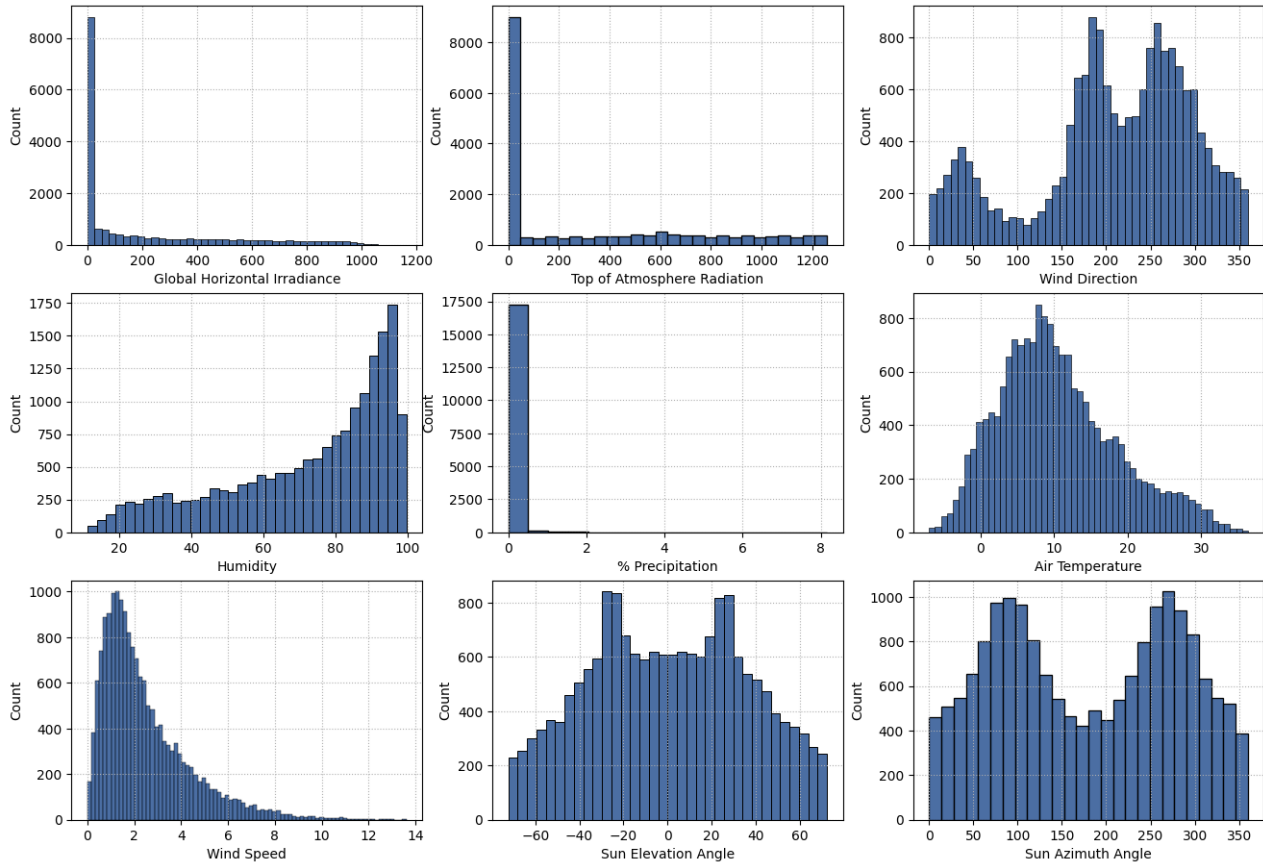 Count
8000
6000
4000
2000
0
0 200 400 600 800 1000 1200
Global Horizontal Irradiance
Count
8000
6000
4000
2000
0
0 200 400 600 800 1000 1200
Top of Atmosphere Radiation
Count
800
600
400
200
0
0 50 100 150 200 250 300 350
Wind Direction
Count
1750
1500
1250
1000
750
500
250
0
20 40 60 80 100
Humidity
Count
17500
15000
12500
10000
7500
5000
2500
0
0 2 4 6 8
% Precipitation
Count
800
600
400
200
0
0 10 20 30
Air Temperature
Count
1000
800
600
400
200
0
0 2 4 6 8 10 12 14
Wind Speed
Count
800
600
400
200
0
−60 −40 −20 0 20 40 60
Sun Elevation Angle
Count
1000
800
600
400
200
0
0 50 100 150 200 250 300 350
Sun Azimuth Angle